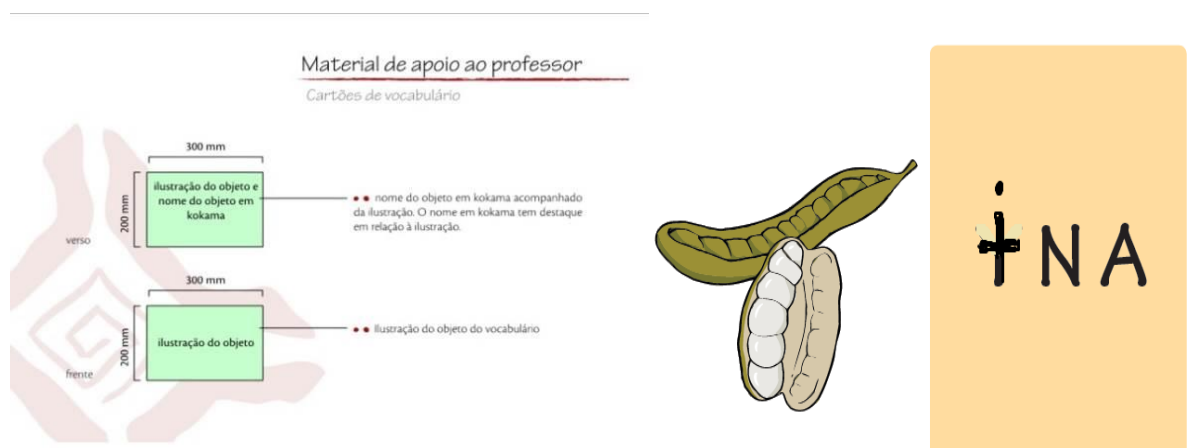 Material de apoio ao professor
Cartões de vocabulário
300 mm
200 mm
ilustração do objeto e
nome do objeto em
kokama
verso
nome do objeto em kokama acompanhado
da ilustração. O nome em kokama tem destaque
em relação à ilustração.
300 mm
200 mm
ilustração do objeto
frente
Ilustração do objeto do vocabulário
ɨNA